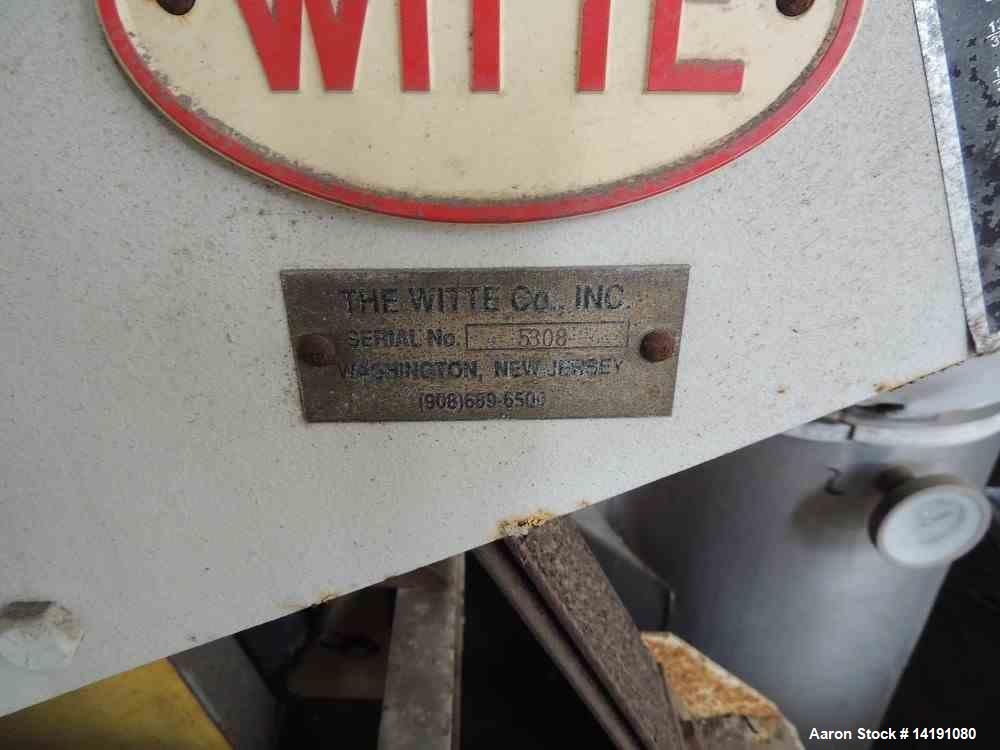 WITTE
THE WITTE Co., INC.
SERIAL No. 5308
WASHINGTON, NEW JERSEY
(908)689-6500
Aaron Stock # 14191080